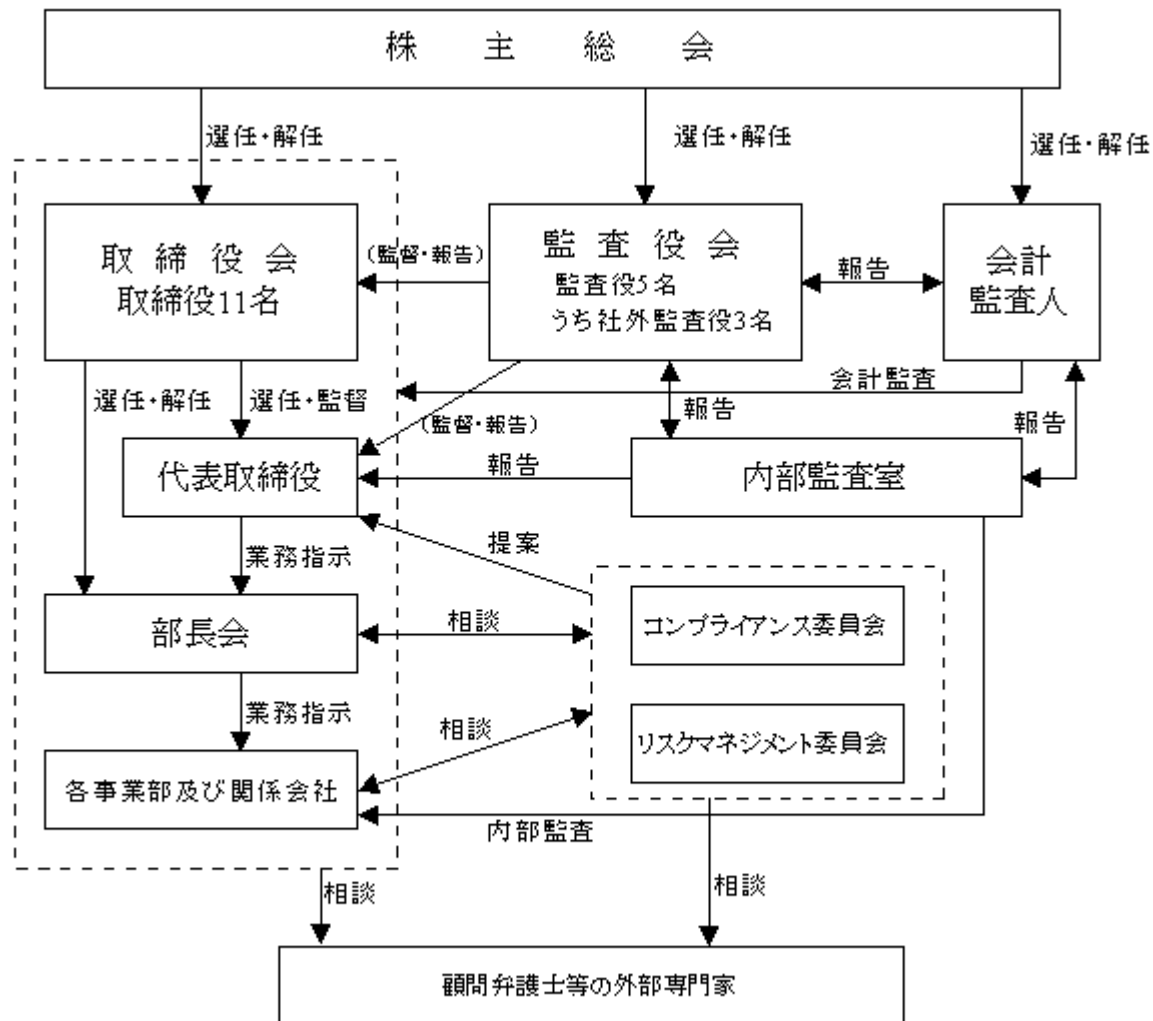 株主総会
選任・解任
選任・解任
選任・解任
取締役会
取締役11名
(監督・報告)
監査役会
監査役5名
うち社外監査役3名
報告
会計
監査人
選任・解任
選任・監督
(監督・報告)
報告
会計監査
報告
代表取締役
報告
内部監査室
業務指示
提案
部長会
相談
コンプライアンス委員会
業務指示
相談
リスクマネジメント委員会
各事業部及び関係会社
内部監査
相談
相談
顧問弁護士等の外部専門家